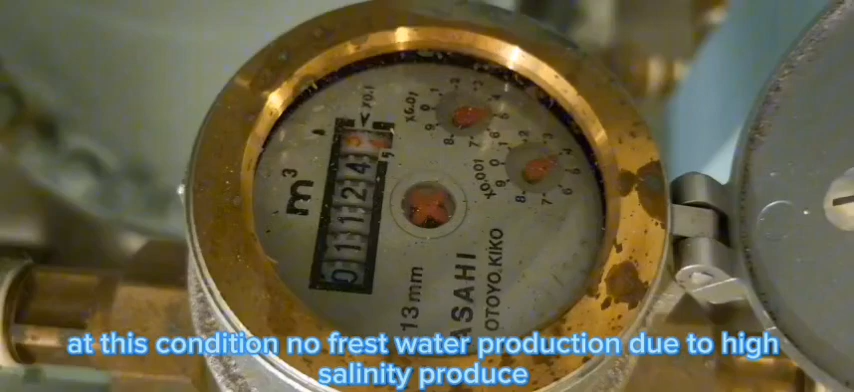 m³
01124
x0.1
x0.01
x0.001
13mm
ASAHI
OTOYO.KIKO
at this condition no frest water production due to high
salinity produce